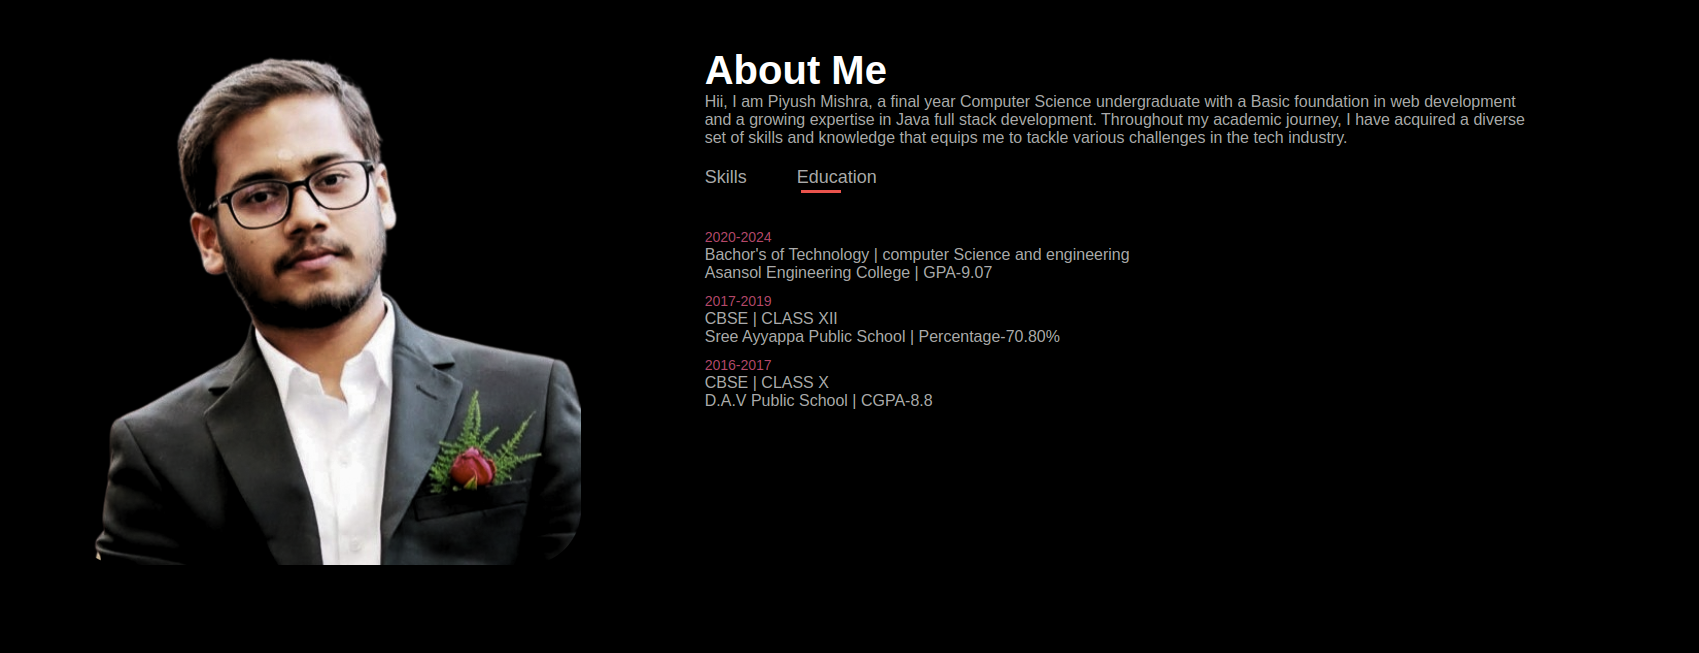 About Me
Hii, I am Piyush Mishra, a final year Computer Science undergraduate with a Basic foundation in web development
and a growing expertise in Java full stack development. Throughout my academic journey, I have acquired a diverse
set of skills and knowledge that equips me to tackle various challenges in the tech industry.
Skills Education
2020-2024
Bachor's of Technology | computer Science and engineering
Asansol Engineering College | GPA-9.07
2017-2019
CBSE | CLASS XII
Sree Ayyappa Public School | Percentage-70.80%
2016-2017
CBSE | CLASS X
D.A.V Public School | CGPA-8.8